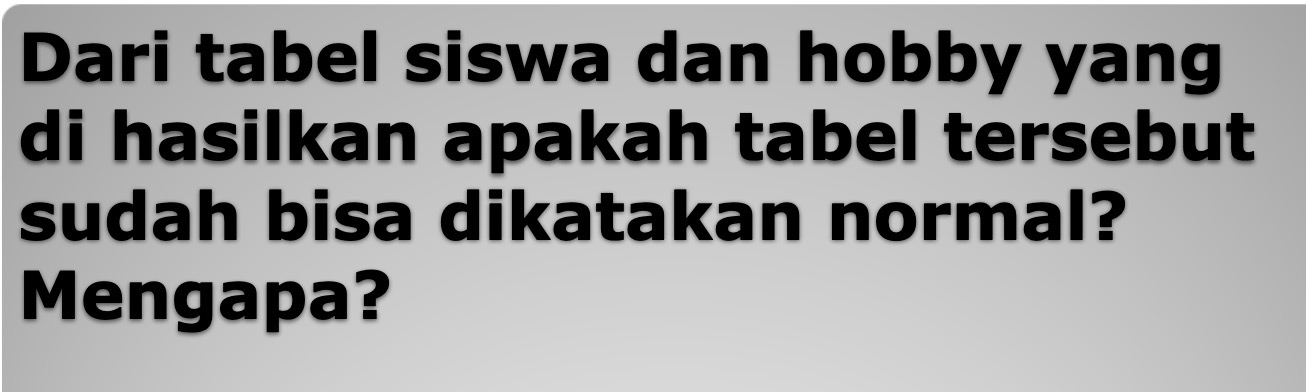 Dari tabel siswa dan hobby yang
di hasilkan apakah tabel tersebut
sudah bisa dikatakan normal?
Mengapa?